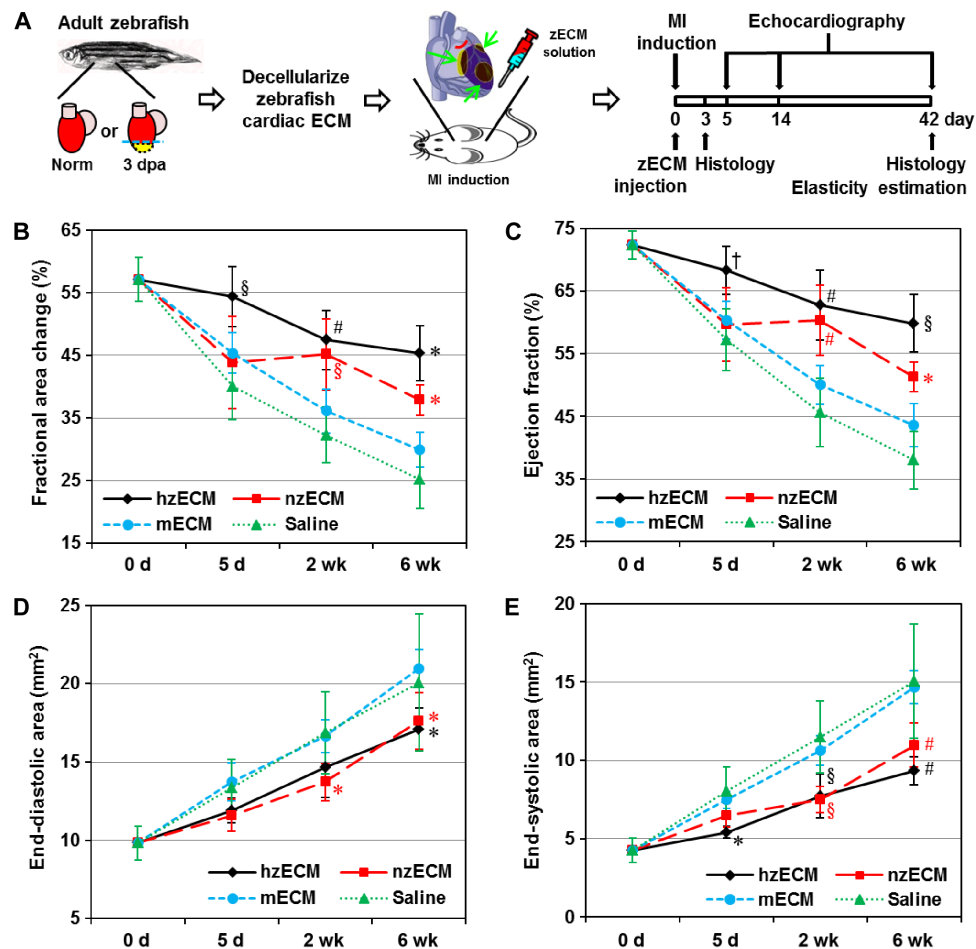 A
Adult zebrafish
or
Norm
3 dpa
Decellularize
zebrafish
cardiac ECM
zECM
solution
MI induction
MI
induction
Echocardiography
0 3 5 14 42 day
zECM
injection
Histology
Elasticity
Histology
estimation
B
Fractional area change (%)
65
55
45
35
25
15
§
#
*
§
*
hzECM
nzECM
mECM
Saline
0 d
5 d
2 wk
6 wk
C
Ejection fraction (%)
75
65
55
45
35
25
†
#
§
#
*
hzECM
nzECM
mECM
Saline
0 d
5 d
2 wk
6 wk
D
End-diastolic area (mm²)
25
20
15
10
5
*
*
*
hzECM
nzECM
mECM
Saline
0 d
5 d
2 wk
6 wk
E
End-systolic area (mm²)
20
15
10
5
0
§
#
#
§
*
hzECM
nzECM
mECM
Saline
0 d
5 d
2 wk
6 wk